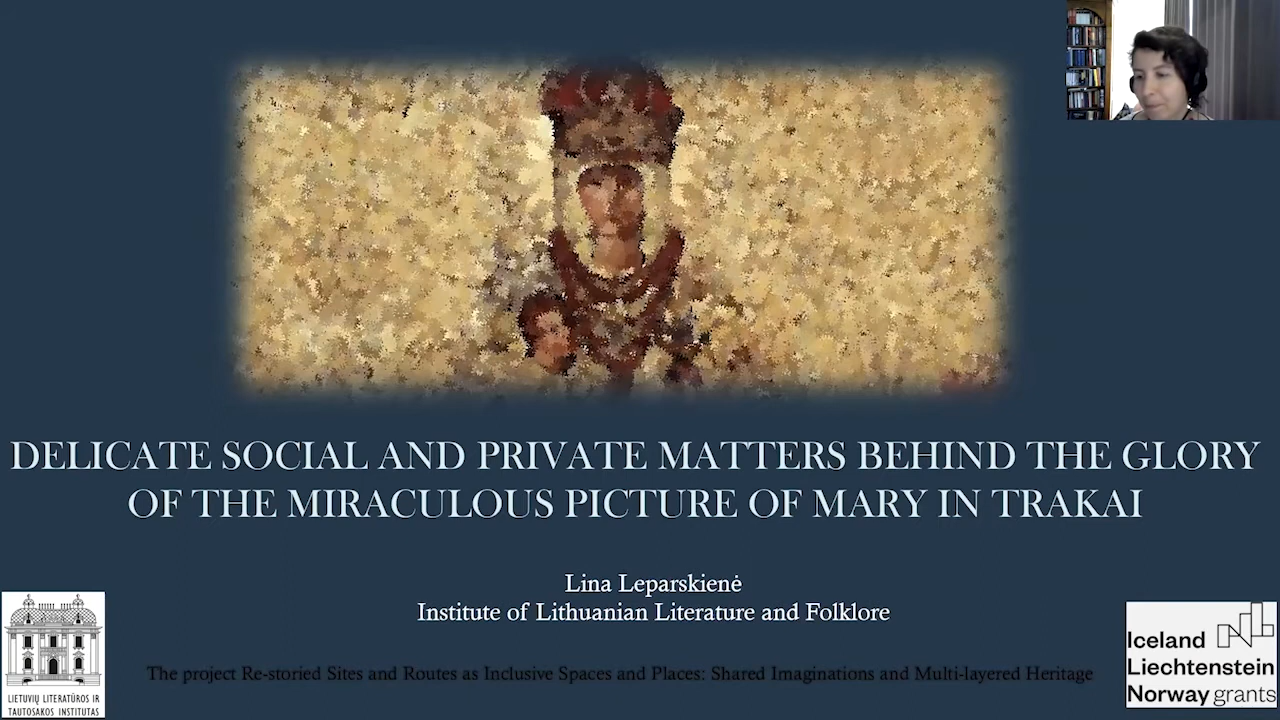 DELICATE SOCIAL AND PRIVATE MATTERS BEHIND THE GLORY
OF THE MIRACULOUS PICTURE OF MARY IN TRAKAI
Lina Leparskienė
Institute of Lithuanian Literature and Folklore
The project Re-storied Sites and Routes as Inclusive Spaces and Places: Shared Imaginations and Multi-layered Heritage
LIETUVIŲ LITERATŪROS IR
TAUTOSAKOS INSTITUTAS
Iceland
Liechtenstein
Norway grants